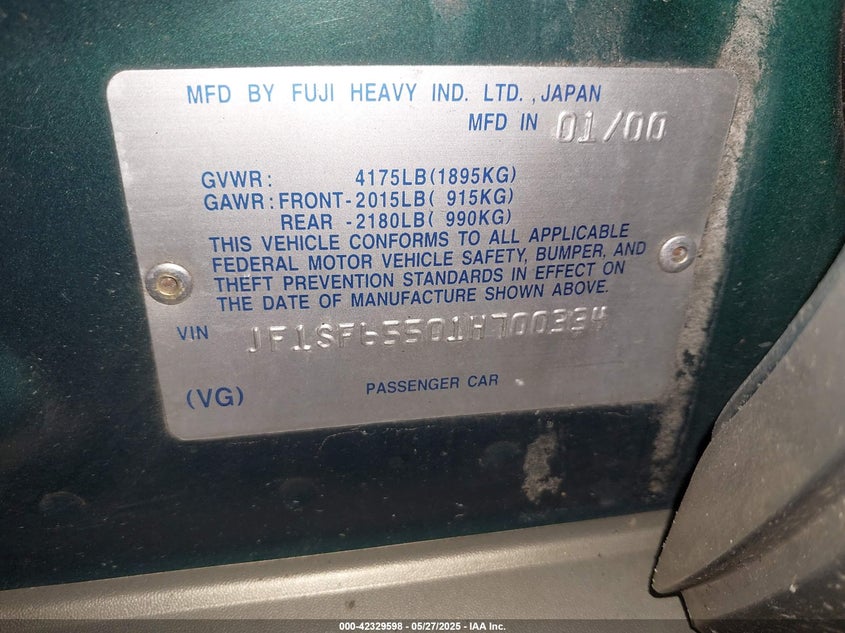 MFD BY FUJI HEAVY IND. LTD., JAPAN
MFD IN 01/00
GVWR: 4175LB(1895KG)
GAWR: FRONT-2015LB( 915KG)
REAR -2180LB( 990KG)
THIS VEHICLE CONFORMS TO ALL APPLICABLE
FEDERAL MOTOR VEHICLE SAFETY, BUMPER, AND
THEFT PREVENTION STANDARDS IN EFFECT ON
THE DATE OF MANUFACTURE SHOWN ABOVE.
VIN JF1SF65501H700334
(VG) PASSENGER CAR
000-42329598 - 05/27/2025 - IAA Inc.